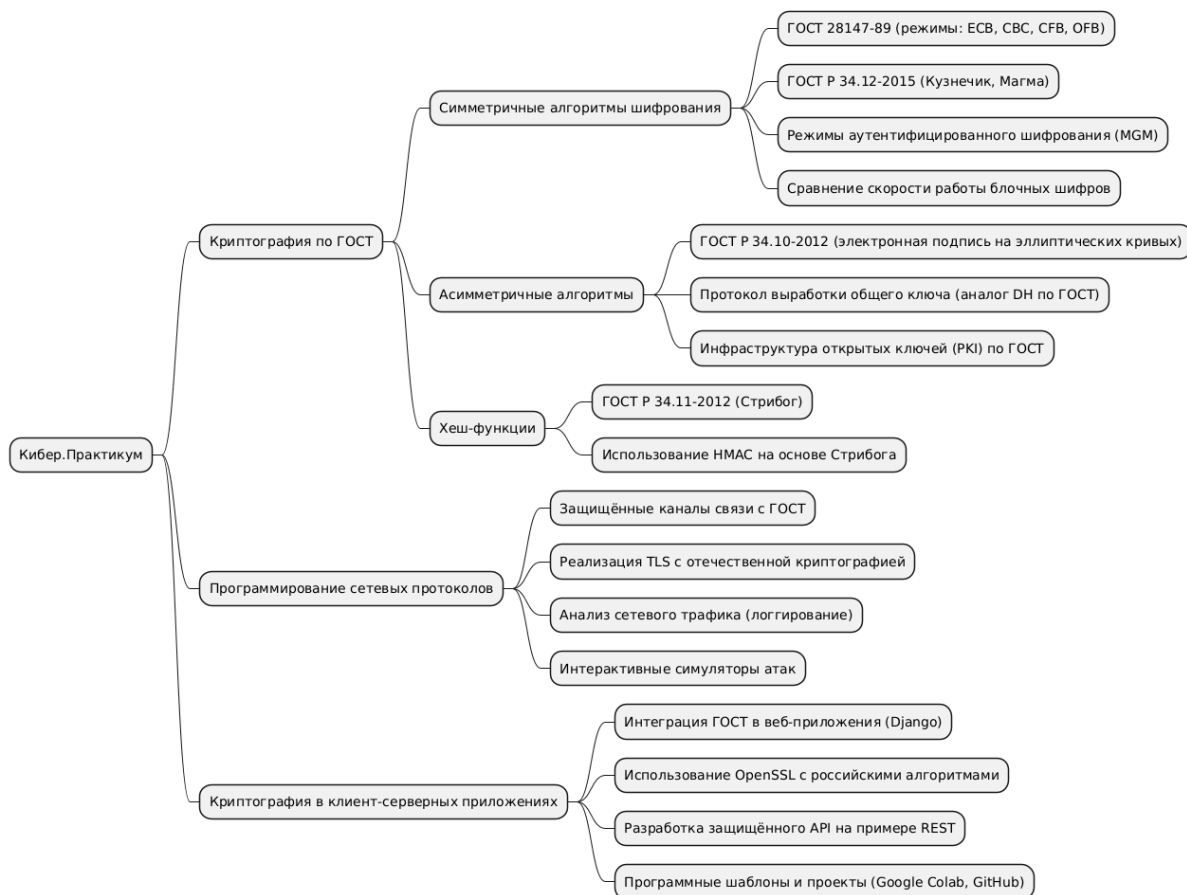 Кибер.Практикум
Криптография по ГОСТ
Симметричные алгоритмы шифрования
ГОСТ 28147-89 (режимы: ECB, CBC, CFB, OFB)
ГОСТ Р 34.12-2015 (Кузнечик, Магма)
Режимы аутентифицированного шифрования (MGM)
Сравнение скорости работы блочных шифров
Асимметричные алгоритмы
ГОСТ Р 34.10-2012 (электронная подпись на эллиптических кривых)
Протокол выработки общего ключа (аналог DH по ГОСТ)
Инфраструктура открытых ключей (PKI) по ГОСТ
Хеш-функции
ГОСТ Р 34.11-2012 (Стрибог)
Использование HMAC на основе Стрибога
Программирование сетевых протоколов
Защищённые каналы связи с ГОСТ
Реализация TLS с отечественной криптографией
Анализ сетевого трафика (логгирование)
Интерактивные симуляторы атак
Криптография в клиент-серверных приложениях
Интеграция ГОСТ в веб-приложения (Django)
Использование OpenSSL с российскими алгоритмами
Разработка защищённого API на примере REST
Программные шаблоны и проекты (Google Colab, GitHub)